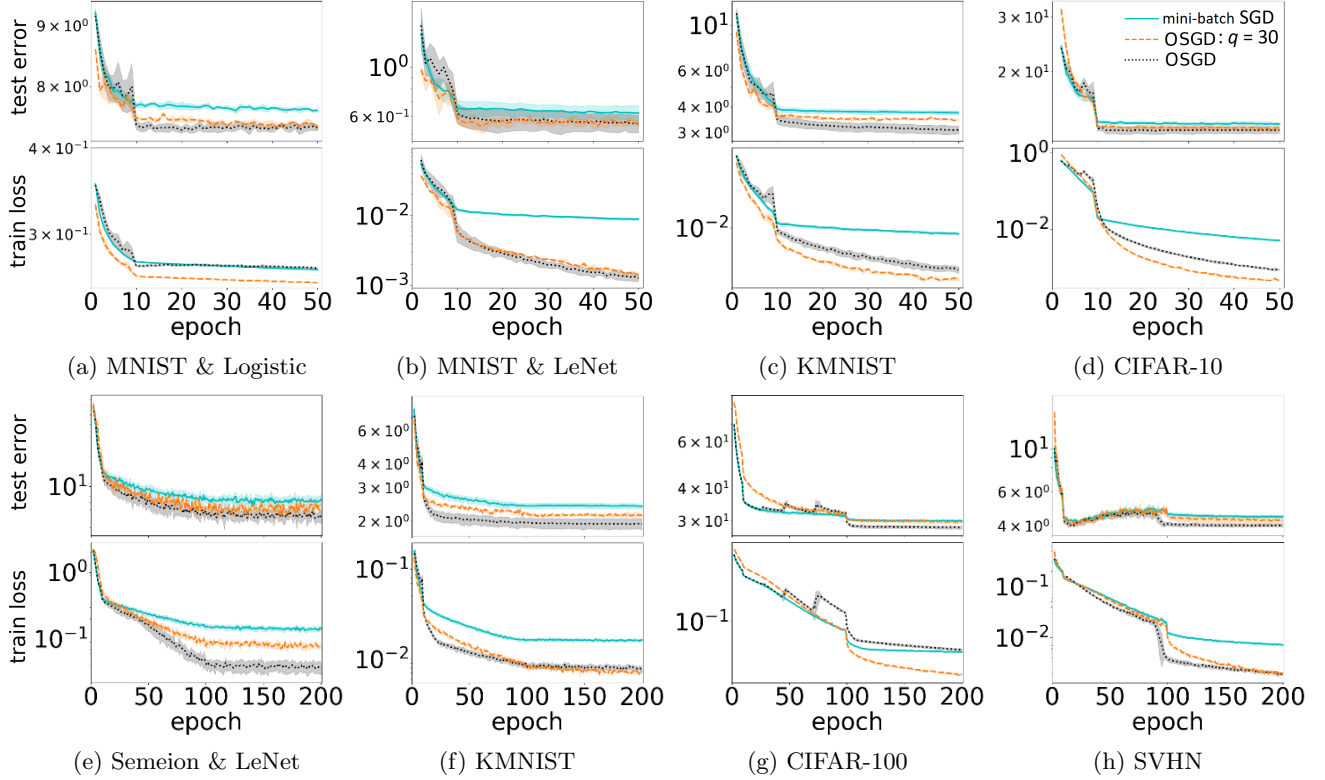 test error
9 × 10⁰
8 × 10⁰
train loss
4 × 10⁻¹
3 × 10⁻¹
0 10 20 30 40 50
epoch
(a) MNIST & Logistic
10⁰
6 × 10⁻¹
10⁻²
10⁻³
0 10 20 30 40 50
epoch
(b) MNIST & LeNet
10¹
6 × 10⁰
4 × 10⁰
3 × 10⁰
10⁻²
0 10 20 30 40 50
epoch
(c) KMNIST
3 × 10¹
2 × 10¹
mini-batch SGD
OSGD: q = 30
OSGD
10⁰
10⁻²
0 10 20 30 40 50
epoch
(d) CIFAR-10
test error
10¹
train loss
10⁰
10⁻¹
0 50 100 150 200
epoch
(e) Semeion & LeNet
6 × 10⁰
4 × 10⁰
3 × 10⁰
2 × 10⁰
10⁻¹
10⁻²
0 50 100 150 200
epoch
(f) KMNIST
6 × 10¹
4 × 10¹
3 × 10¹
10⁻¹
0 50 100 150 200
epoch
(g) CIFAR-100
10¹
6 × 10⁰
4 × 10⁰
10⁻¹
10⁻²
0 50 100 150 200
epoch
(h) SVHN